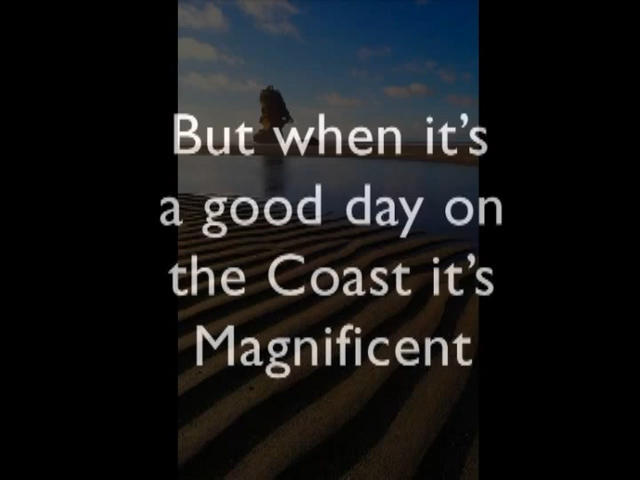 But when it’s
a good day on
the Coast it’s
Magnificent